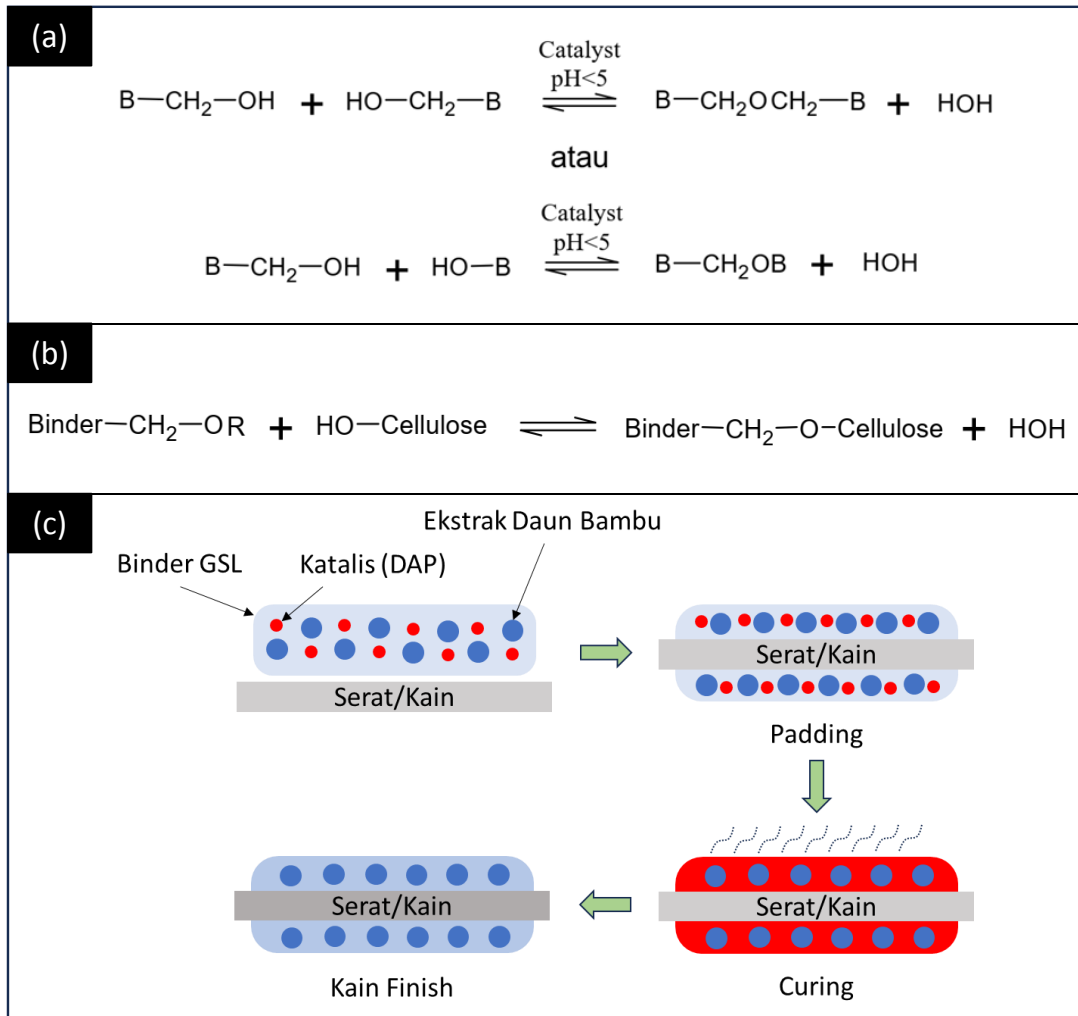 (a)
Catalyst
pH<5
B—CH₂—OH + HO—CH₂—B ⇌ B—CH₂OCH₂—B + HOH
atau
Catalyst
pH<5
B—CH₂—OH + HO—B ⇌ B—CH₂OB + HOH
(b)
Binder—CH₂—OR + HO—Cellulose ⇌ Binder—CH₂—O—Cellulose + HOH
(c)
Ekstrak Daun Bambu
Binder GSL
Katalis (DAP)
Serat/Kain
Serat/Kain
Padding
Serat/Kain
Serat/Kain
Kain Finish
Curing